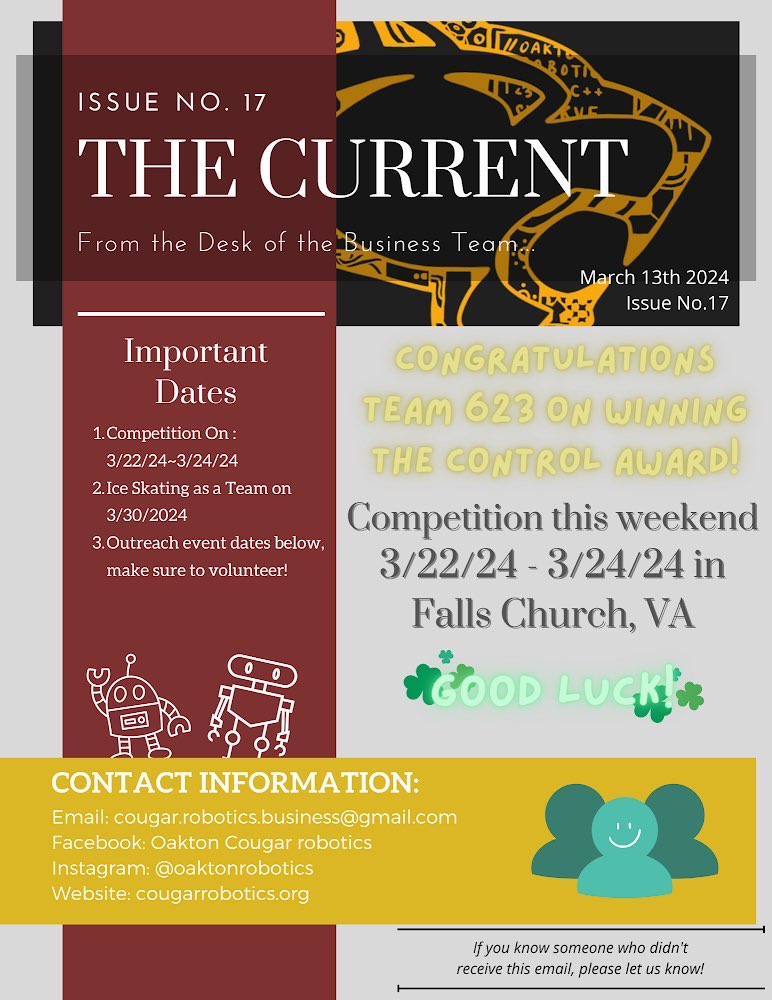 OAKT
ROBOTI
1123
C++
ISSUE NO. 17
THE CURRENT
From the Desk of the Business Team...
March 13th 2024
Issue No.17
Important
Dates
1. Competition On :
3/22/24~3/24/24
2. Ice Skating as a Team on
3/30/2024
3. Outreach event dates below,
make sure to volunteer!
CONGRATULATIONS
TEAM 623 ON WINNING
THE CONTROL AWARD!
Competition this weekend
3/22/24 - 3/24/24 in
Falls Church, VA
GOOD LUCK!
CONTACT INFORMATION:
Email: cougar.robotics.business@gmail.com
Facebook: Oakton Cougar robotics
Instagram: @oaktonrobotics
Website: cougarrobotics.org
If you know someone who didn't
receive this email, please let us know!